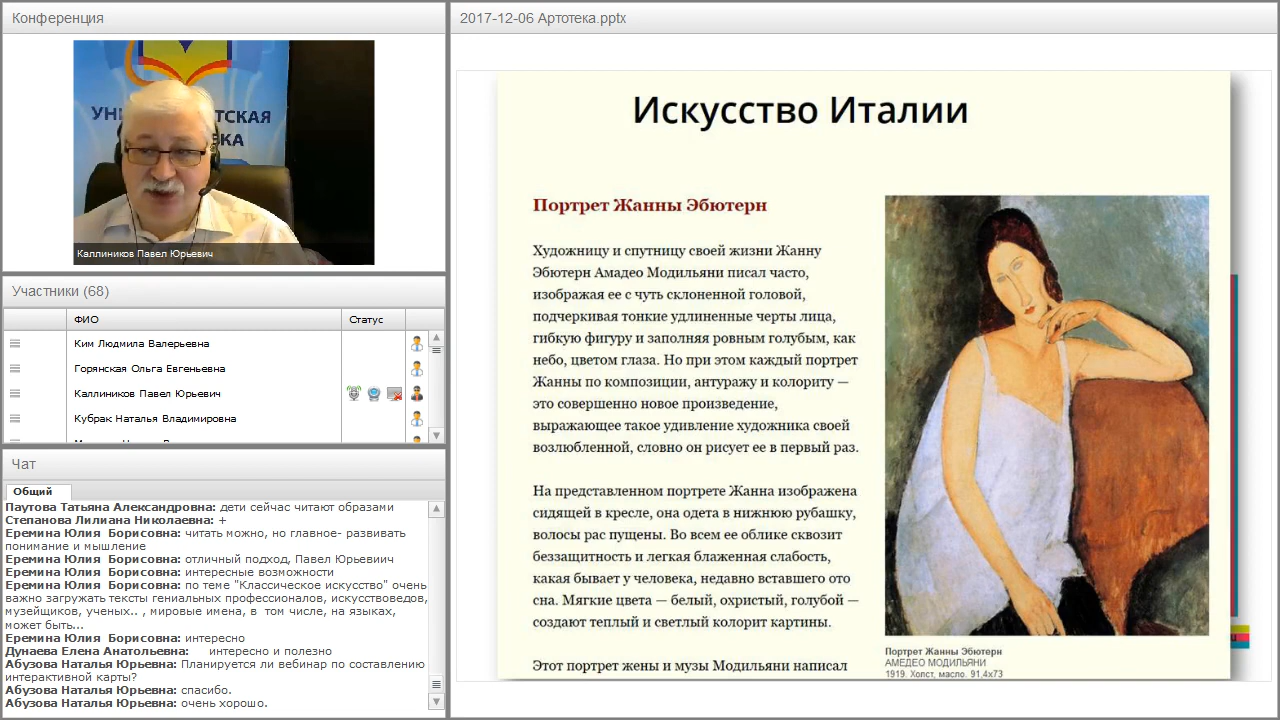 Конференция
УНИ
ТСКАЯ
ВКА
Каллиников Павел Юрьевич
Участники (68)
ФИО
Статус
Ким Людмила Валерьевна
Горянская Ольга Евгеньевна
Каллиников Павел Юрьевич
Кубрак Наталья Владимировна
Чат
Общий
Паутова Татьяна Александровна: дети сейчас читают образами
Степанова Лилиана Николаевна: +
Еремина Юлия Борисовна: читать можно, но главное- развивать
понимание и мышление
Еремина Юлия Борисовна: отличный подход, Павел Юрьевиич
Еремина Юлия Борисовна: интересные возможности
Еремина Юлия Борисовна: по теме "Классическое искусство" очень
важно загружать тексты гениальных профессионалов, искусствоведов,
музейщиков, ученых.. , мировые имена, в том числе, на языках,
может быть...
Еремина Юлия Борисовна: интересно
Дунаева Елена Анатольевна: интересно и полезно
Абузова Наталья Юрьевна: Планируется ли вебинар по составлению
интерактивной карты?
Абузова Наталья Юрьевна: спасибо.
Абузова Наталья Юрьевна: очень хорошо.
2017-12-06 Артотека.pptx
Искусство Италии
Портрет Жанны Эбютерн
Художницу и спутницу своей жизни Жанну
Эбютерн Амадео Модильяни писал часто,
изображая ее с чуть склоненной головой,
подчеркивая тонкие удлиненные черты лица,
гибкую фигуру и заполняя ровным голубым, как
небо, цветом глаза. Но при этом каждый портрет
Жанны по композиции, антуражу и колориту —
это совершенно новое произведение,
выражающее такое удивление художника своей
возлюбленной, словно он рисует ее в первый раз.
На представленном портрете Жанна изображена
сидящей в кресле, она одета в нижнюю рубашку,
волосы рас пущены. Во всем ее облике сквозит
беззащитность и легкая блаженная слабость,
какая бывает у человека, недавно вставшего ото
сна. Мягкие цвета — белый, охристый, голубой —
создают теплый и светлый колорит картины.
Этот портрет жены и музы Модильяни написал
Портрет Жанны Эбютерн
АМЕДЕО МОДИЛЬЯНИ
1919. Холст, масло. 91,4x73